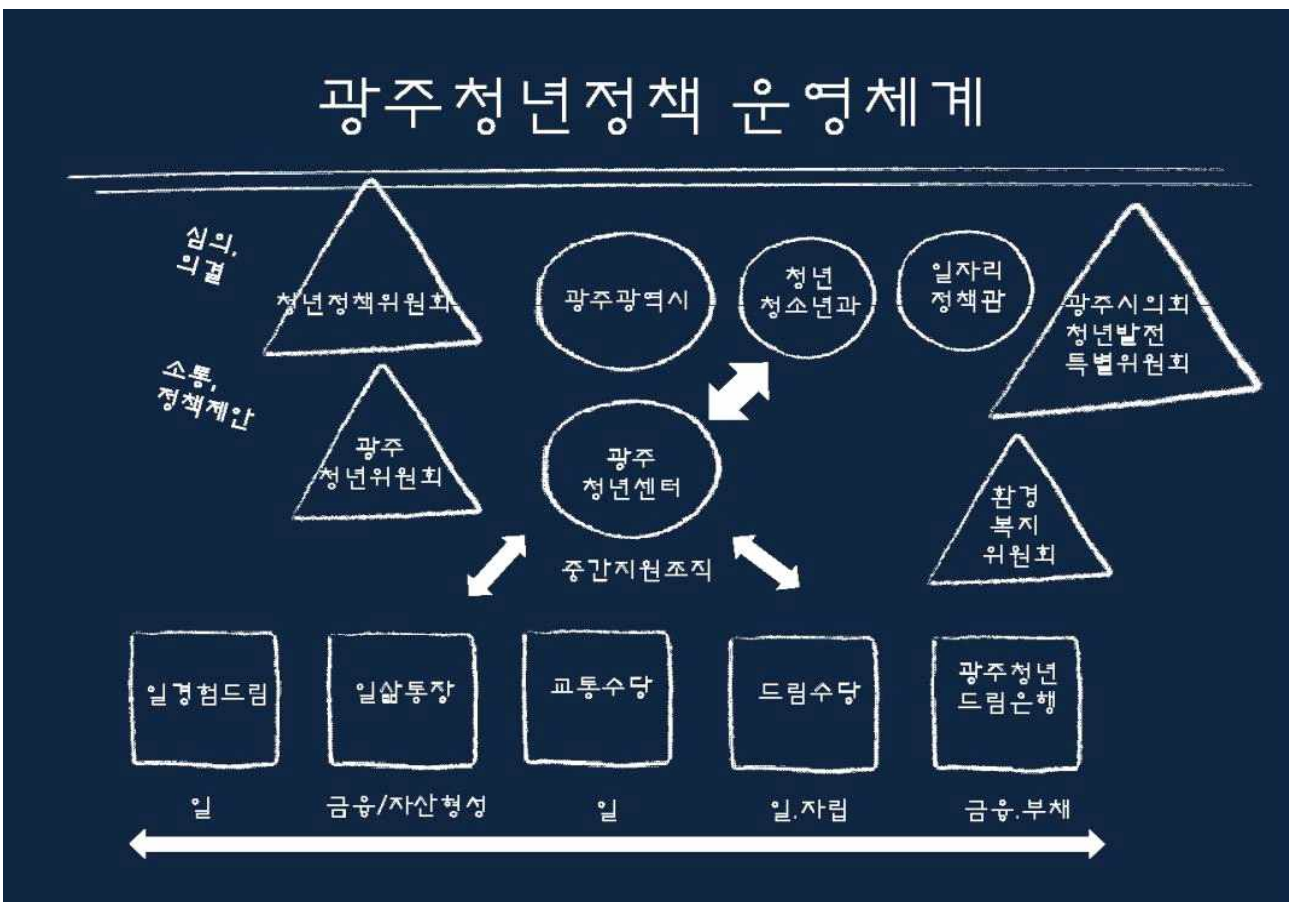 광주청년정책 운영체계
심의,
의결
청년정책위원회
광주광역시
청년
청소년과
일자리
정책관
광주시의회
청년발전
특별위원회
소통,
정책제안
광주
청년위원회
광주
청년센터
환경
복지
위원회
중간지원조직
일경험드림
일삶통장
교통수당
드림수당
광주청년
드림은행
일
금융/자산형성
일
일.자립
금융.부채